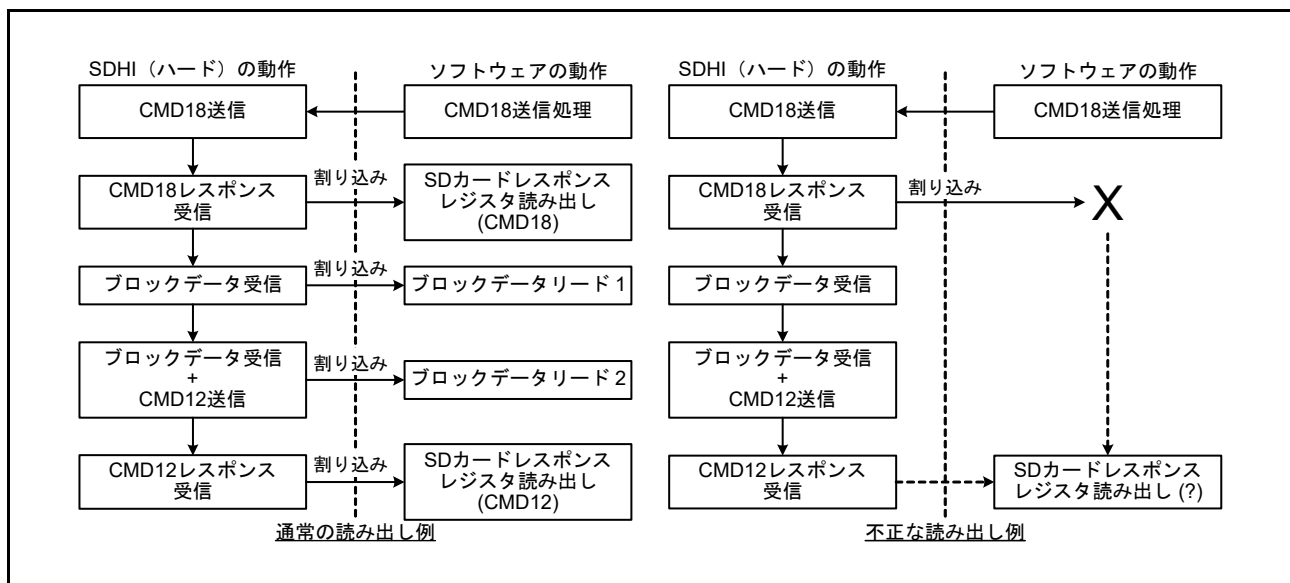 SDHI（ハード）の動作
ソフトウェアの動作
CMD18送信
CMD18送信処理
CMD18レスポンス
受信
割り込み
SDカードレスポンス
レジスタ読み出し
(CMD18)
ブロックデータ受信
割り込み
ブロックデータリード 1
ブロックデータ受信
+
CMD12送信
割り込み
ブロックデータリード 2
CMD12レスポンス
受信
割り込み
SDカードレスポンス
レジスタ読み出し
(CMD12)
通常の読み出し例
SDHI（ハード）の動作
ソフトウェアの動作
CMD18送信
CMD18送信処理
CMD18レスポンス
受信
割り込み
X
ブロックデータ受信
ブロックデータ受信
+
CMD12送信
CMD12レスポンス
受信
SDカードレスポンス
レジスタ読み出し (?)
不正な読み出し例